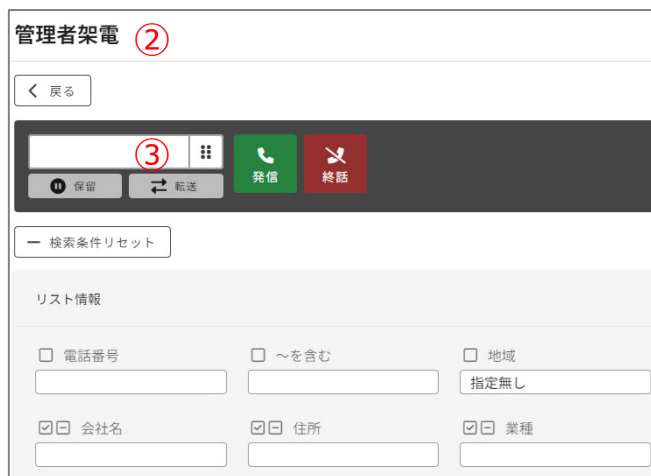 管理者架電 ②
戻る
③
発信 終話
保留 転送
検索条件リセット
リスト情報
電話番号 ～を含む 地域
指定無し
会社名 住所 業種